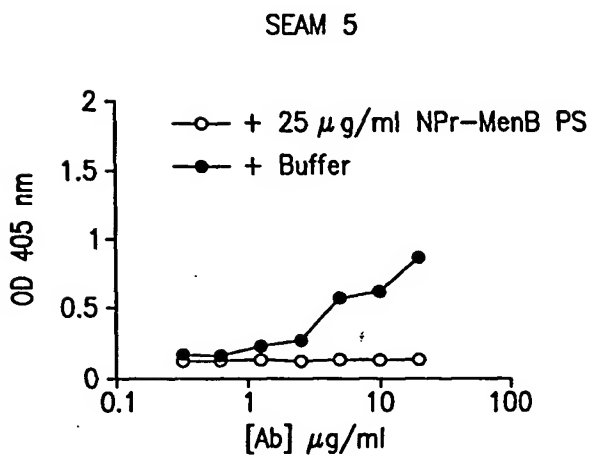 SEAM 5
2
1.5
1
0.5
0
OD 405 nm
+ 25 μg/ml NPr-MenB PS
+ Buffer
0.1 1 10 100
[Ab] μg/ml